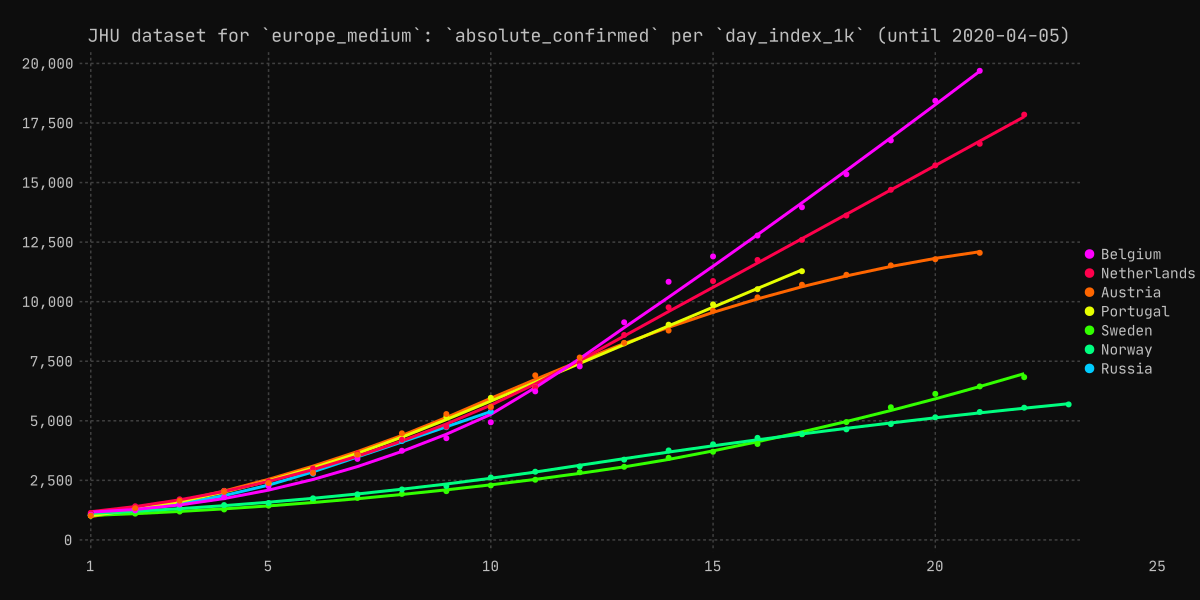 JHU dataset for `europe_medium`: `absolute_confirmed` per `day_index_1k` (until 2020-04-05)
20,000
17,500
15,000
12,500
10,000
7,500
5,000
2,500
0
1 5 10 15 20 25
Belgium
Netherlands
Austria
Portugal
Sweden
Norway
Russia